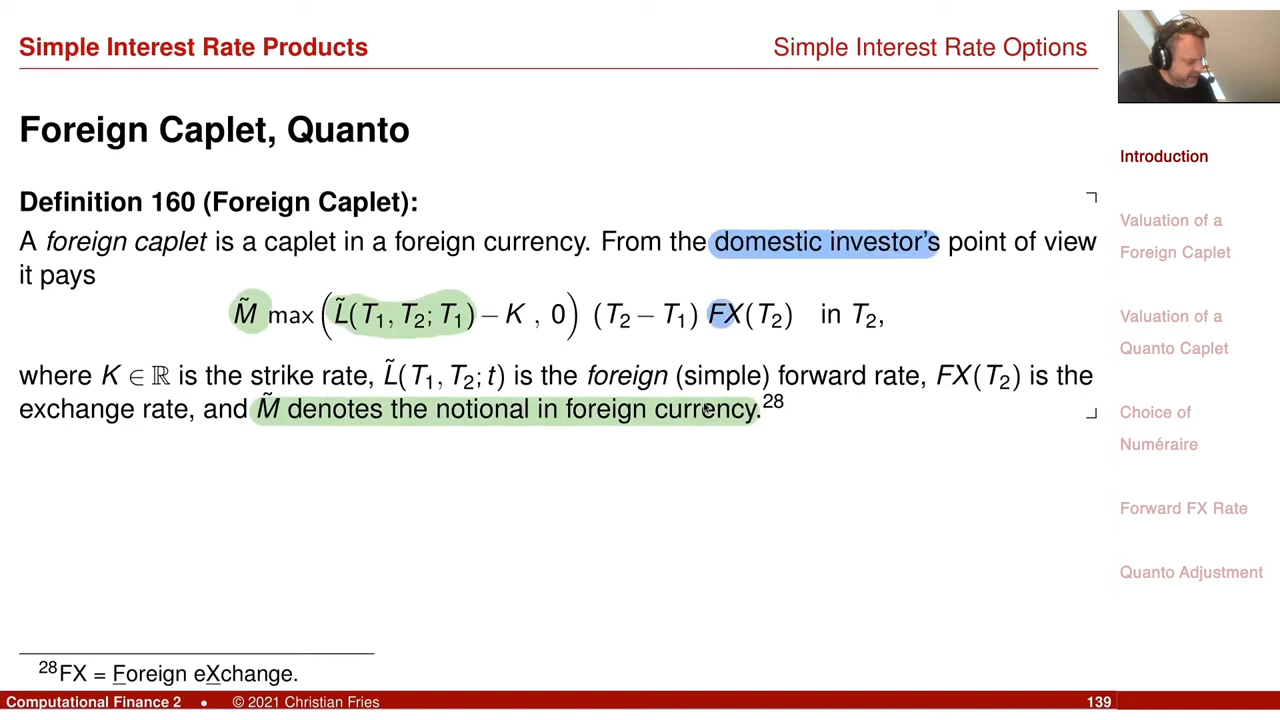 Simple Interest Rate Products
Simple Interest Rate Options
Foreign Caplet, Quanto
Definition 160 (Foreign Caplet):
A foreign caplet is a caplet in a foreign currency. From the domestic investor's point of view
it pays
M̃ max(L̃(T₁, T₂; T₁) − K , 0) (T₂ − T₁) FX(T₂) in T₂,
where K ∈ ℝ is the strike rate, L̃(T₁, T₂; t) is the foreign (simple) forward rate, FX(T₂) is the
exchange rate, and M̃ denotes the notional in foreign currency.²⁸
²⁸FX = Foreign eXchange.
Computational Finance 2 • © 2021 Christian Fries 139
Introduction
Valuation of a
Foreign Caplet
Valuation of a
Quanto Caplet
Choice of
Numéraire
Forward FX Rate
Quanto Adjustment